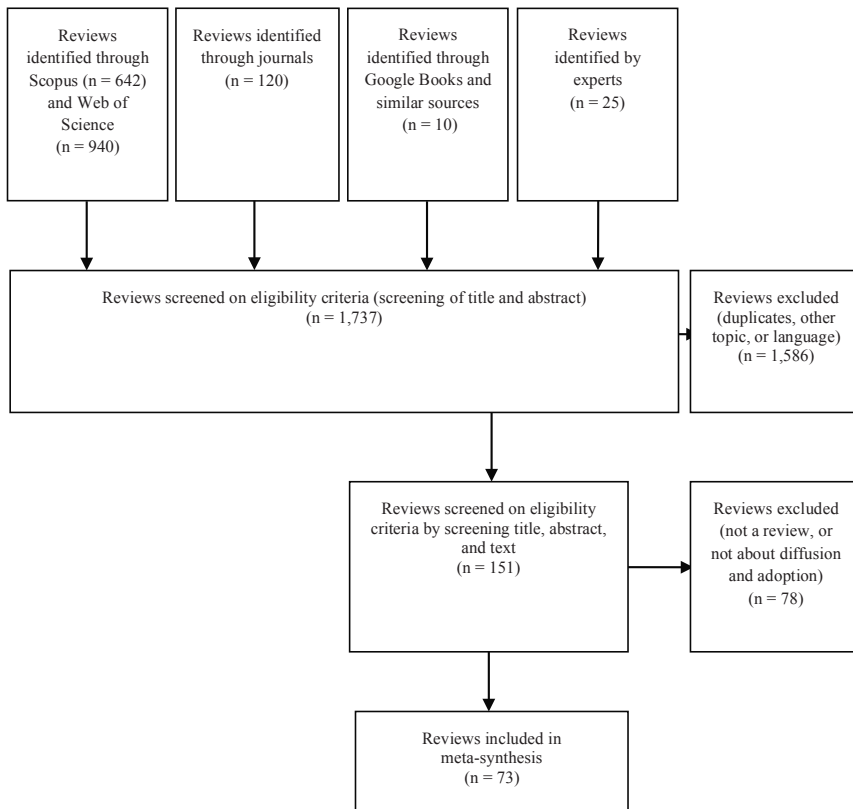 Reviews
identified through
Scopus (n = 642)
and Web of
Science
(n = 940)
Reviews identified
through journals
(n = 120)
Reviews
identified through
Google Books and
similar sources
(n = 10)
Reviews
identified by
experts
(n = 25)
Reviews screened on eligibility criteria (screening of title and abstract)
(n = 1,737)
Reviews excluded
(duplicates, other
topic, or language)
(n = 1,586)
Reviews screened on eligibility
criteria by screening title, abstract,
and text
(n = 151)
Reviews excluded
(not a review, or
not about diffusion
and adoption)
(n = 78)
Reviews included in
meta-synthesis
(n = 73)